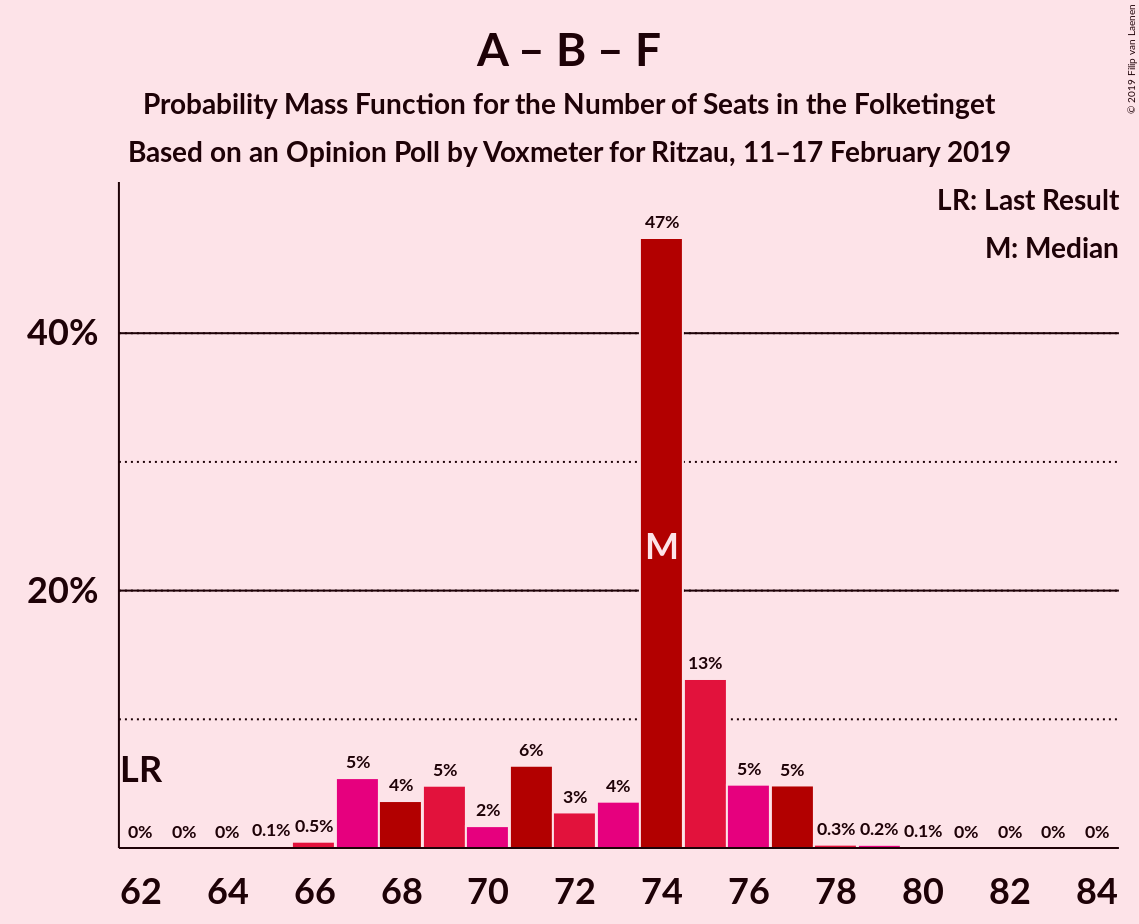 A – B – F
Probability Mass Function for the Number of Seats in the Folketinget
Based on an Opinion Poll by Voxmeter for Ritzau, 11–17 February 2019
© 2019 Filip van Laenen
LR: Last Result
M: Median
40%
20%
LR
M
0% 0% 0% 0.1% 0.5% 5% 4% 5% 2% 6% 3% 4% 47% 13% 5% 5% 0.3% 0.2% 0.1% 0% 0% 0% 0%
62 64 66 68 70 72 74 76 78 80 82 84